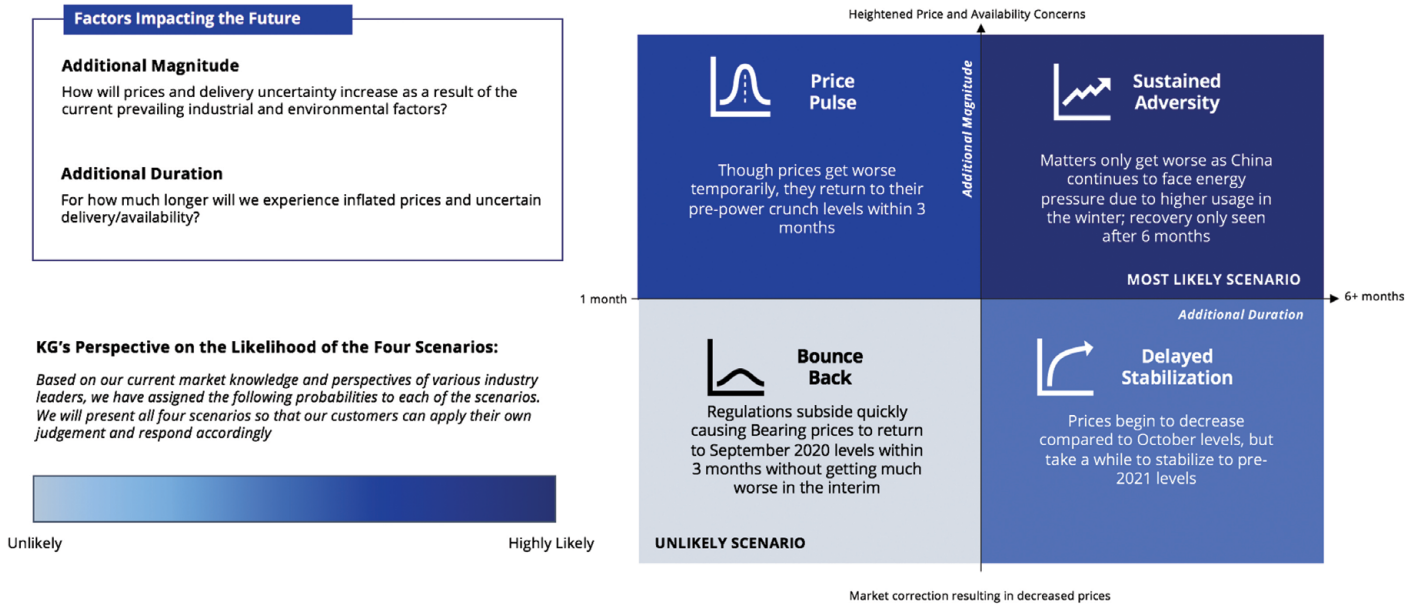 Factors Impacting the Future
Additional Magnitude
How will prices and delivery uncertainty increase as a result of the
current prevailing industrial and environmental factors?
Additional Duration
For how much longer will we experience inflated prices and uncertain
delivery/availability?
KG's Perspective on the Likelihood of the Four Scenarios:
Based on our current market knowledge and perspectives of various industry
leaders, we have assigned the following probabilities to each of the scenarios.
We will present all four scenarios so that our customers can apply their own
judgement and respond accordingly
Unlikely
Highly Likely
Heightened Price and Availability Concerns
Price
Pulse
Though prices get worse
temporarily, they return to their
pre-power crunch levels within 3
months
Additional Magnitude
Sustained
Adversity
Matters only get worse as China
continues to face energy
pressure due to higher usage in
the winter; recovery only seen
after 6 months
MOST LIKELY SCENARIO
1 month
6+ months
Additional Duration
Bounce
Back
Regulations subside quickly
causing Bearing prices to return
to September 2020 levels within
3 months without getting much
worse in the interim
UNLIKELY SCENARIO
Delayed
Stabilization
Prices begin to decrease
compared to October levels, but
take a while to stabilize to pre-
2021 levels
Market correction resulting in decreased prices